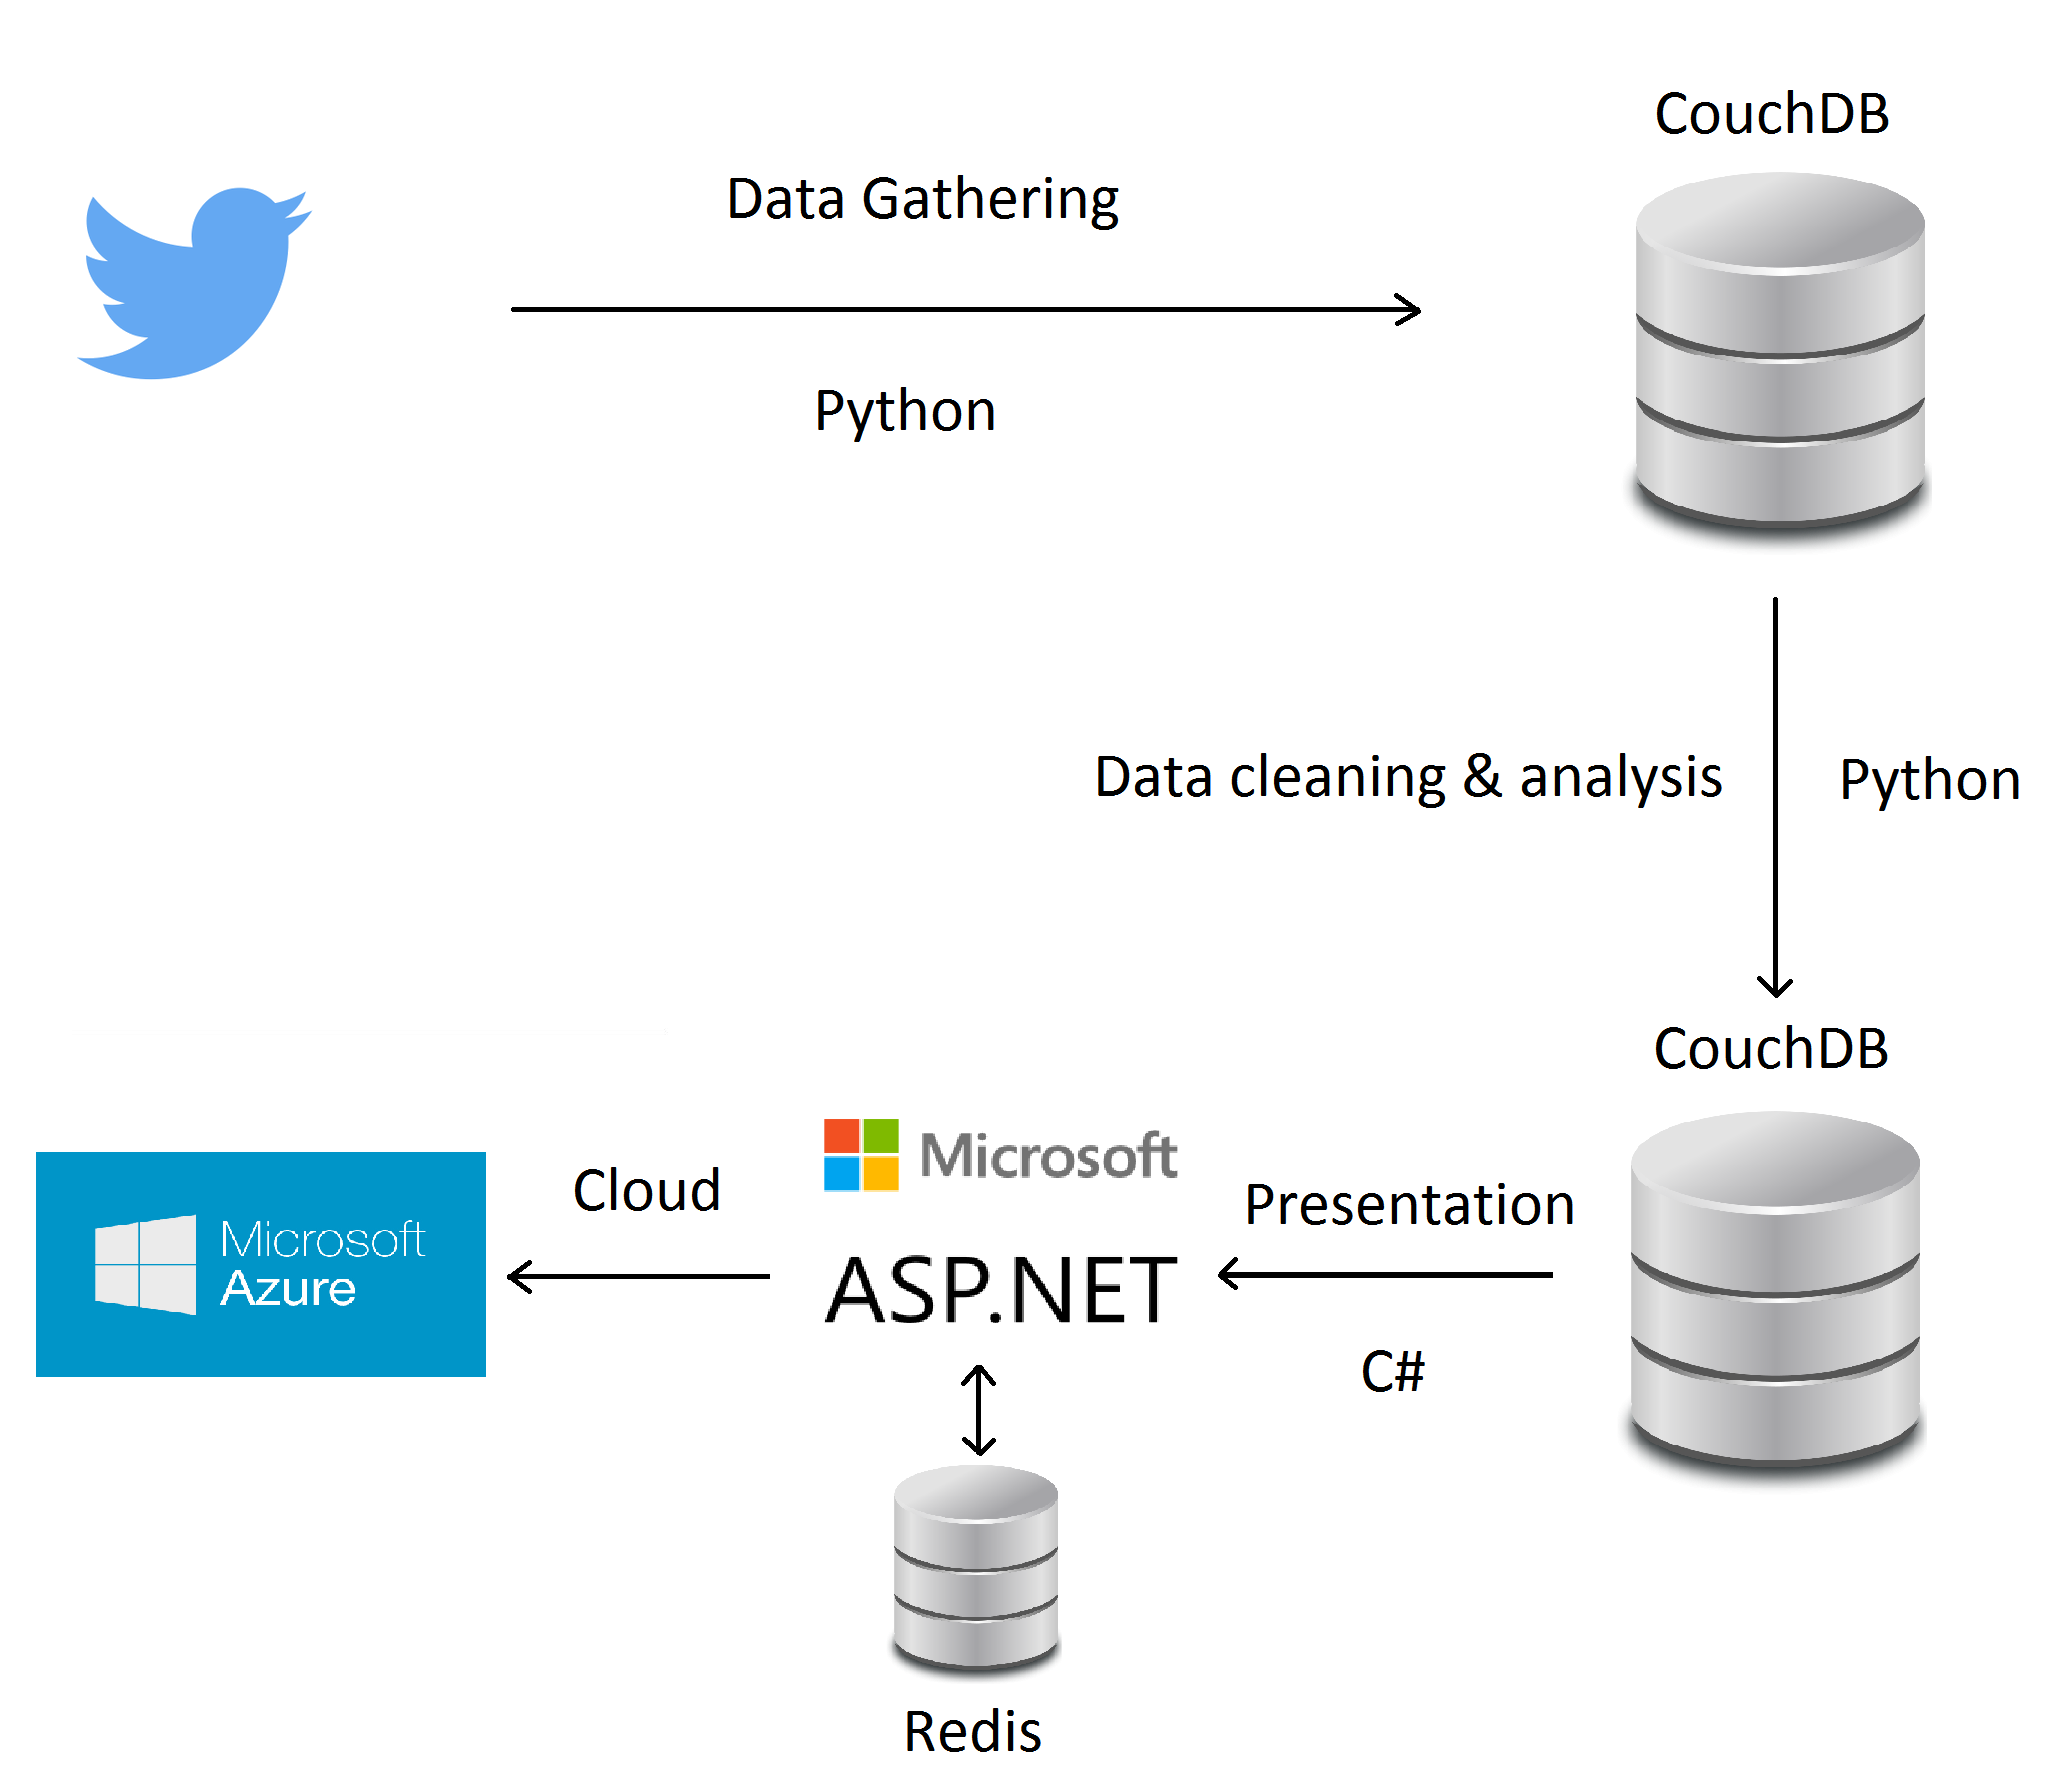 CouchDB
Data Gathering
Python
Data cleaning & analysis
Python
CouchDB
Microsoft
ASP.NET
Cloud
Presentation
C#
Microsoft
Azure
Redis